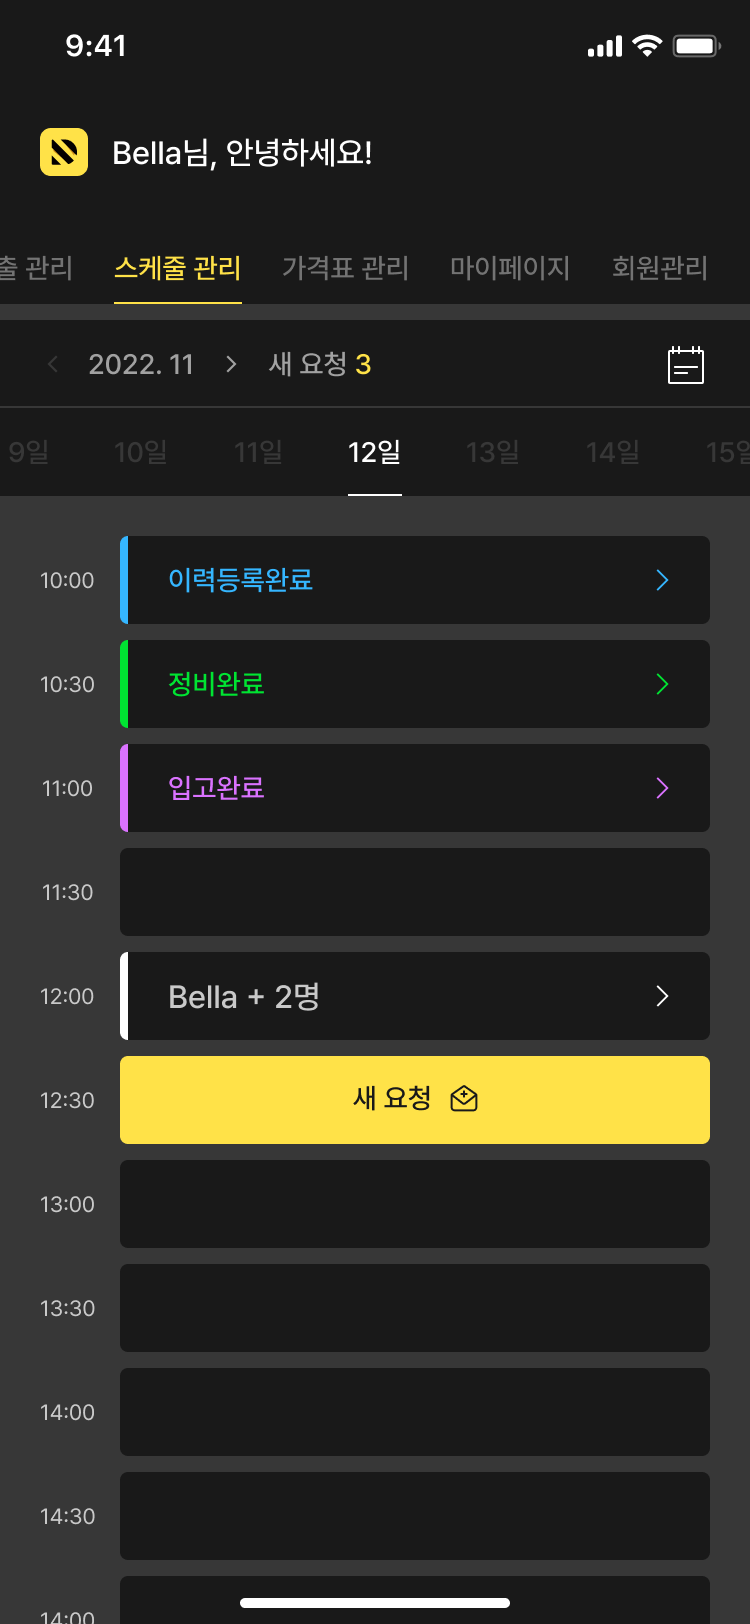 9:41
Bella님, 안녕하세요!
출 관리 스케줄 관리 가격표 관리 마이페이지 회원관리
2022. 11 새 요청 3
9일 10일 11일 12일 13일 14일 15일
10:00 이력등록완료
10:30 정비완료
11:00 입고완료
11:30
12:00 Bella + 2명
12:30 새 요청
13:00
13:30
14:00
14:30
14:00